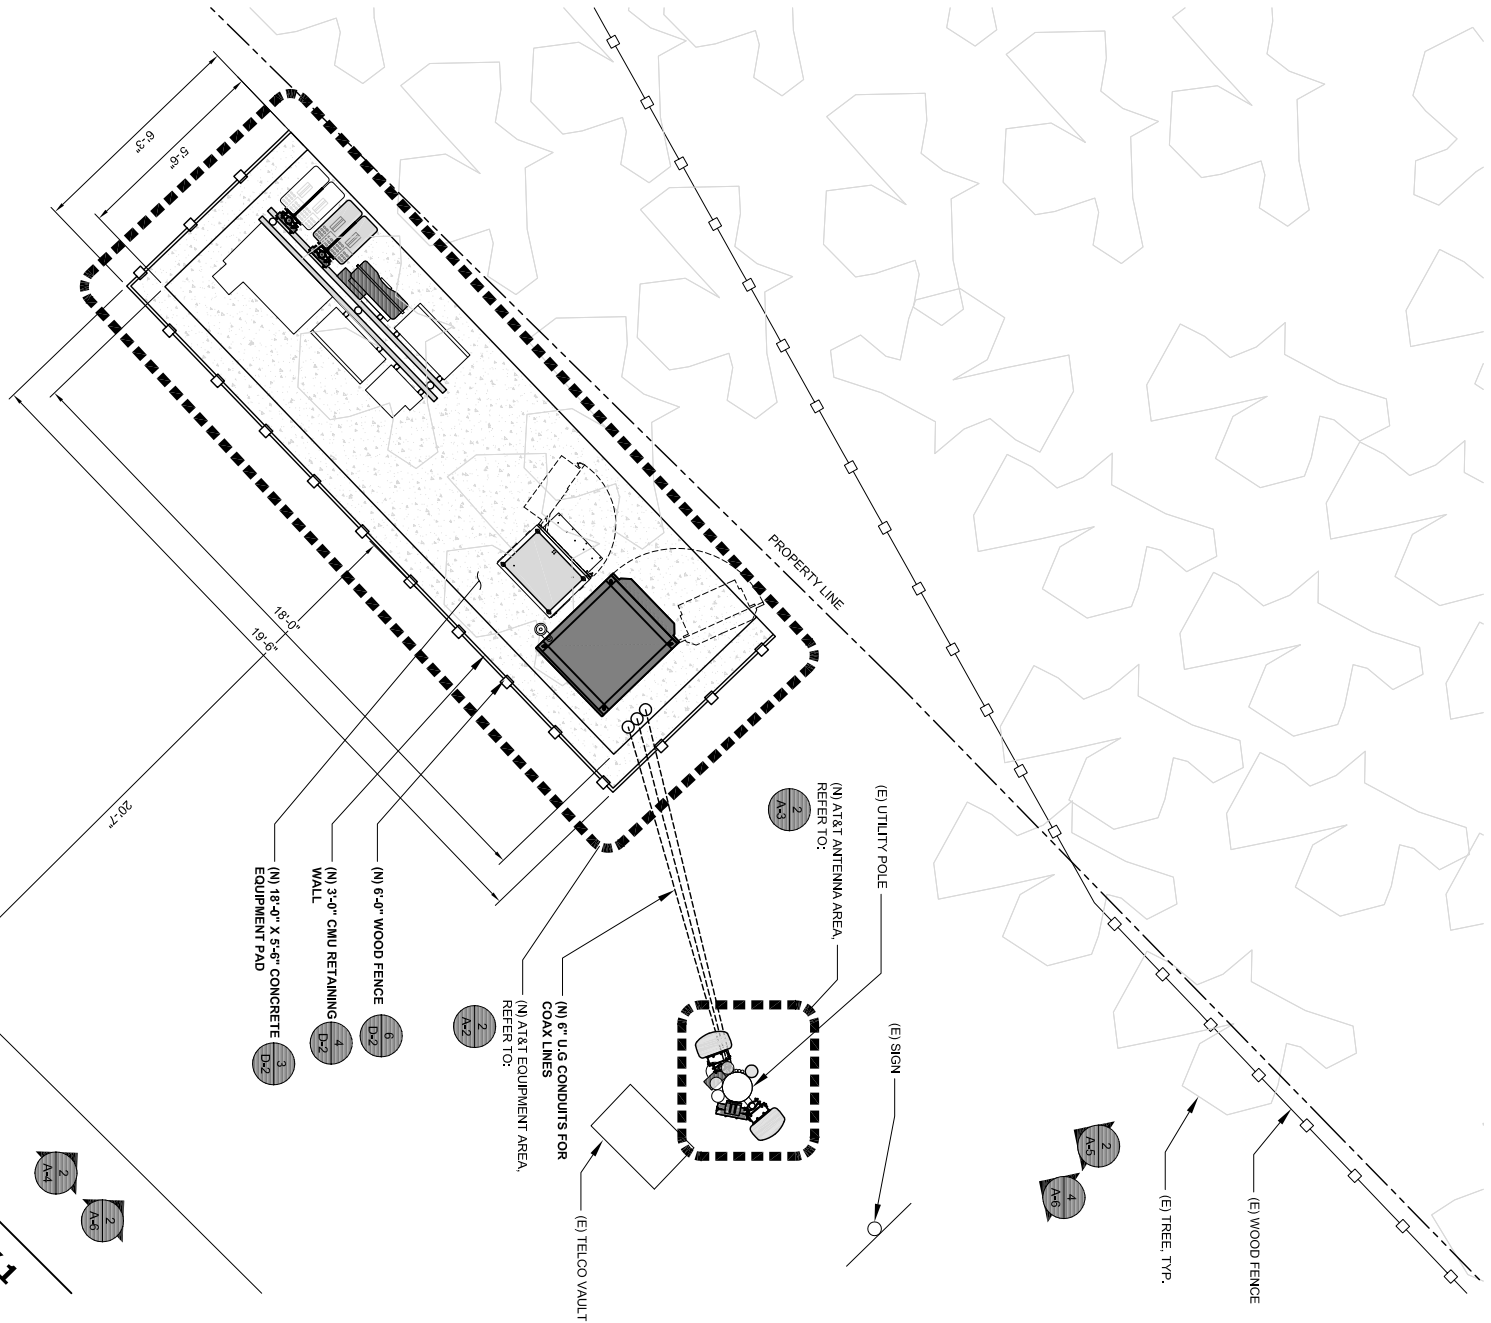 6'-3"
5'-6"
PROPERTY LINE
18'-0"
19'-6"
20'-7"
(N) 18'-0" X 5'-6" CONCRETE
EQUIPMENT PAD
3
D-2
(N) 3'-0" CMU RETAINING
WALL
4
D-2
(N) 6'-0" WOOD FENCE
6
D-2
(N) AT&T EQUIPMENT AREA,
REFER TO:
2
A-2
(N) 6" U.G CONDUITS FOR
COAX LINES
(E) TELCO VAULT
(N) AT&T ANTENNA AREA,
REFER TO:
2
A-3
(E) UTILITY POLE
(E) SIGN
(E) TREE, TYP.
(E) WOOD FENCE
2
A-5
4
A-6
2
A-4
2
A-6